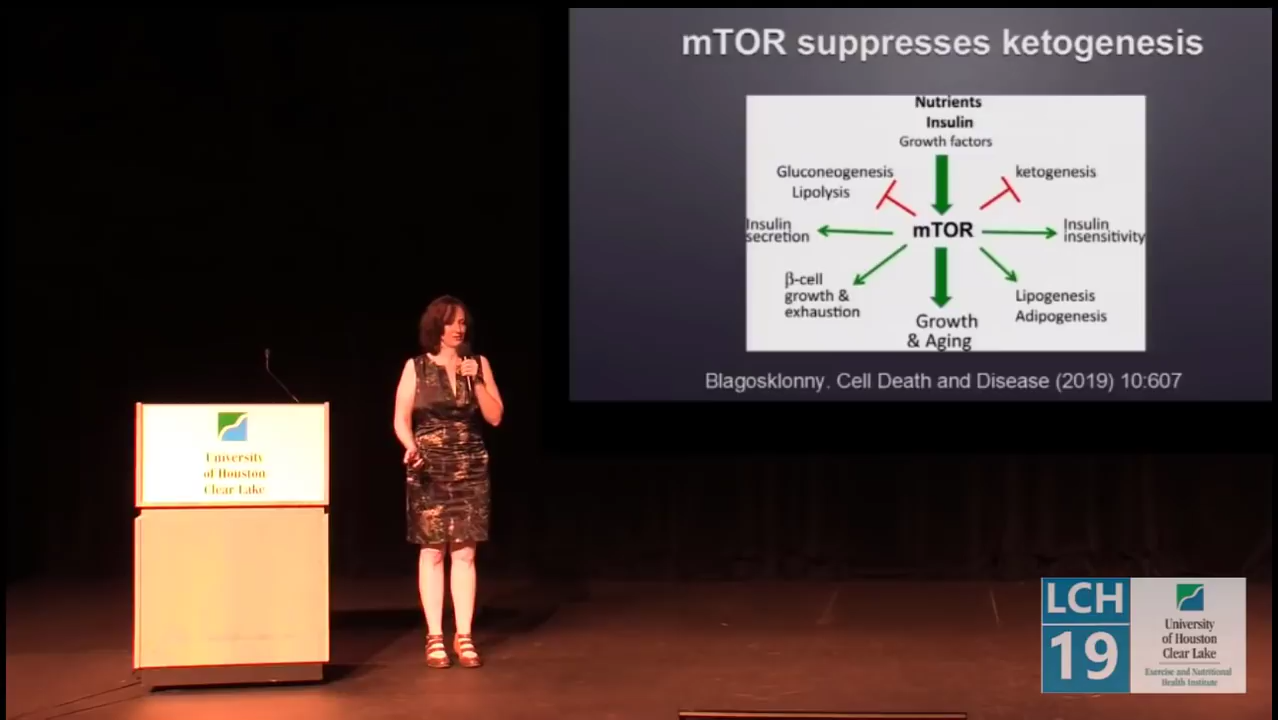 mTOR suppresses ketogenesis
Nutrients
Insulin
Growth factors
Gluconeogenesis
Lipolysis
ketogenesis
Insulin
secretion
mTOR
Insulin
insensitivity
β-cell
growth &
exhaustion
Growth
& Aging
Lipogenesis
Adipogenesis
Blagosklonny. Cell Death and Disease (2019) 10:607
University
of Houston
Clear Lake
LCH
19
University
of Houston
Clear Lake
Exercise and Nutritional
Health Institute